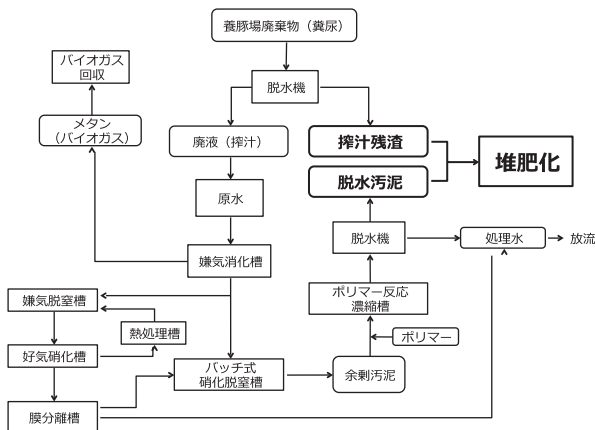 養豚場廃棄物（糞尿）
バイオガス
回収
脱水機
メタン
（バイオガス）
廃液（搾汁）
搾汁残渣
堆肥化
脱水汚泥
原水
脱水機
処理水
放流
嫌気消化槽
嫌気脱窒槽
ポリマー反応
濃縮槽
熱処理槽
ポリマー
好気硝化槽
バッチ式
硝化脱窒槽
余剰汚泥
膜分離槽